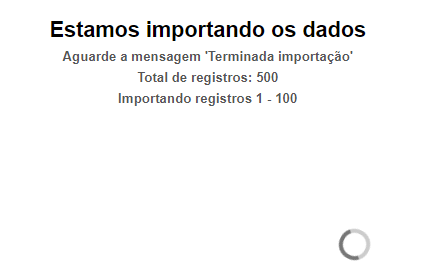 Estamos importando os dados
Aguarde a mensagem 'Terminada importação'
Total de registros: 500
Importando registros 1 - 100